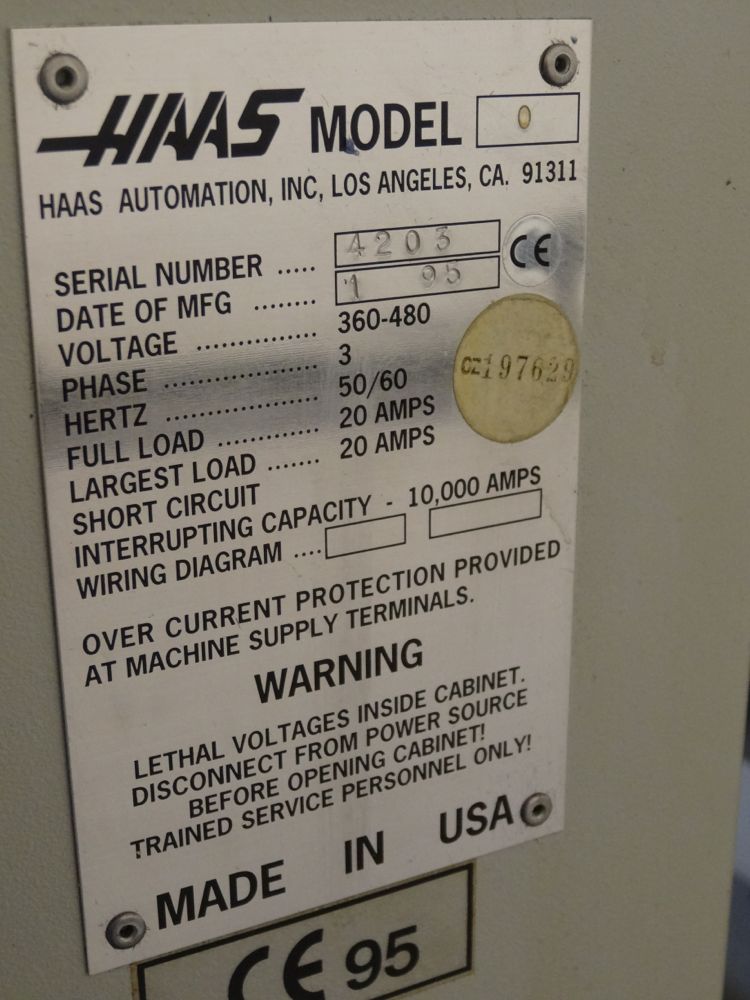 HAAS MODEL 0
HAAS AUTOMATION, INC, LOS ANGELES, CA. 91311
SERIAL NUMBER ..... 4203
CE
DATE OF MFG ........ 1 95
VOLTAGE ................ 360-480
PHASE ..................... 3
HERTZ ..................... 50/60
FULL LOAD ............. 20 AMPS
LARGEST LOAD ....... 20 AMPS
CZ197629
SHORT CIRCUIT
INTERRUPTING CAPACITY - 10,000 AMPS
WIRING DIAGRAM ....
OVER CURRENT PROTECTION PROVIDED
AT MACHINE SUPPLY TERMINALS.
WARNING
LETHAL VOLTAGES INSIDE CABINET.
DISCONNECT FROM POWER SOURCE
BEFORE OPENING CABINET!
TRAINED SERVICE PERSONNEL ONLY!
MADE IN USA
CE 95